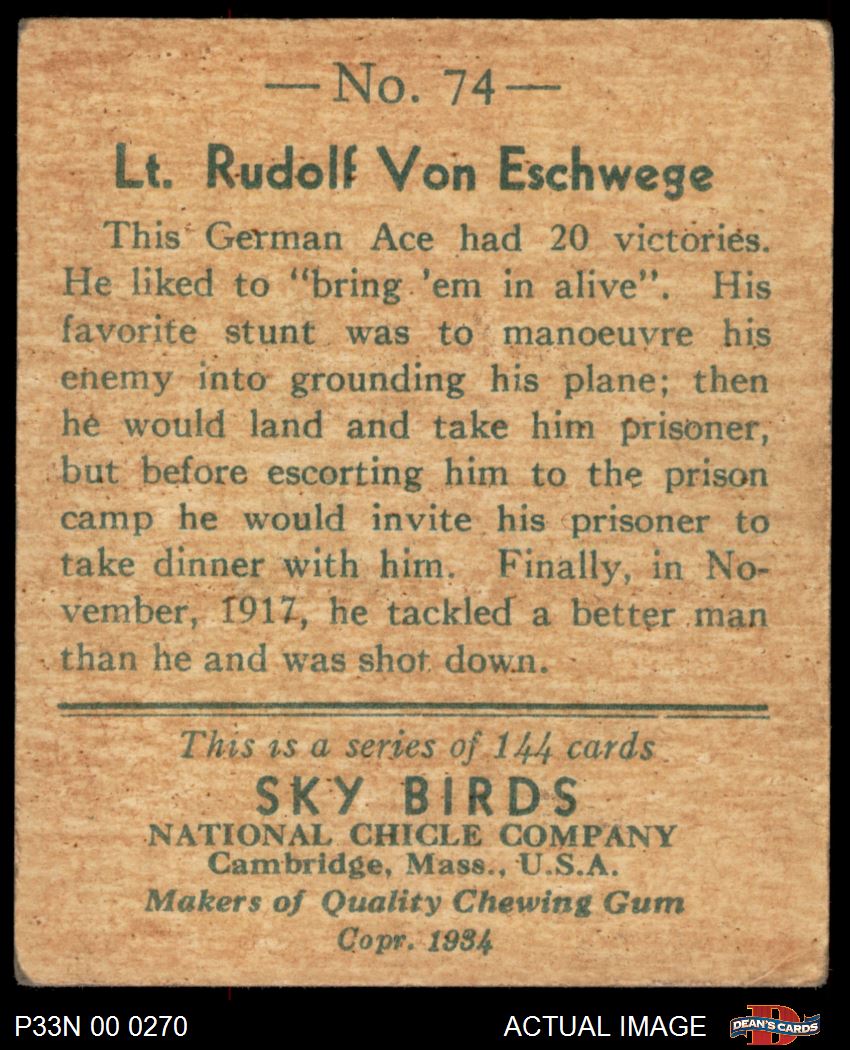 — No. 74 —
Lt. Rudolf Von Eschwege
This German Ace had 20 victories.
He liked to "bring 'em in alive". His
favorite stunt was to manoeuvre his
enemy into grounding his plane; then
he would land and take him prisoner,
but before escorting him to the prison
camp he would invite his prisoner to
take dinner with him. Finally, in No-
vember, 1917, he tackled a better man
than he and was shot down.
This is a series of 144 cards
SKY BIRDS
NATIONAL CHICLE COMPANY
Cambridge, Mass., U.S.A.
Makers of Quality Chewing Gum
Copr. 1934
P33N 00 0270
ACTUAL IMAGE
DEAN'S CARDS